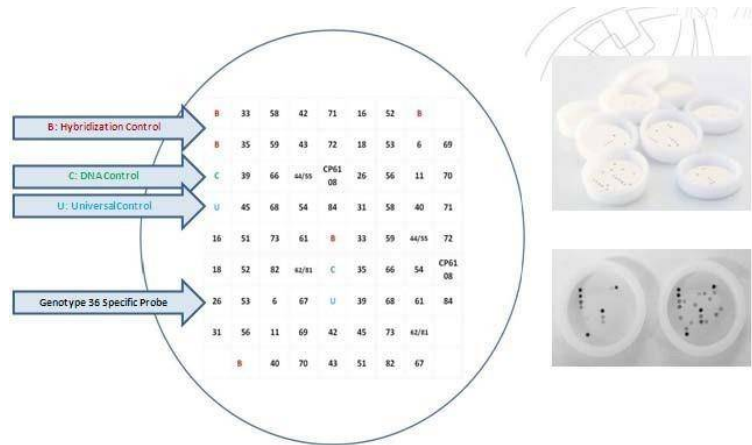 B 33 58 42 71 16 52 B
B: Hybridization Control
B 35 59 43 72 18 53 6 69
C: DNA Control
C 39 66 44/55 CP61
08 26 56 11 70
U: Universal Control
U 45 68 54 84 31 58 40 71
16 51 73 61 B 33 59 44/55 72
18 52 82 62/81 C 35 66 54 CP61
08
Genotype 36 Specific Probe
26 53 6 67 U 39 68 61 84
31 56 11 69 42 45 73 62/81
B 40 70 43 51 82 67